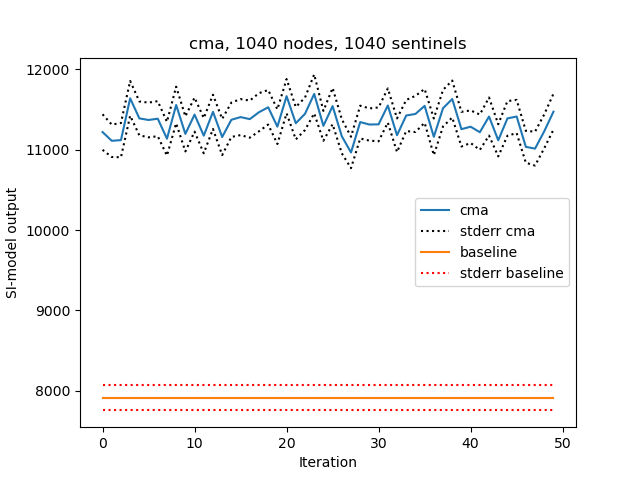 cma, 1040 nodes, 1040 sentinels
12000
11000
10000
9000
8000
SI-model output
cma
stderr cma
baseline
stderr baseline
0 10 20 30 40 50
Iteration